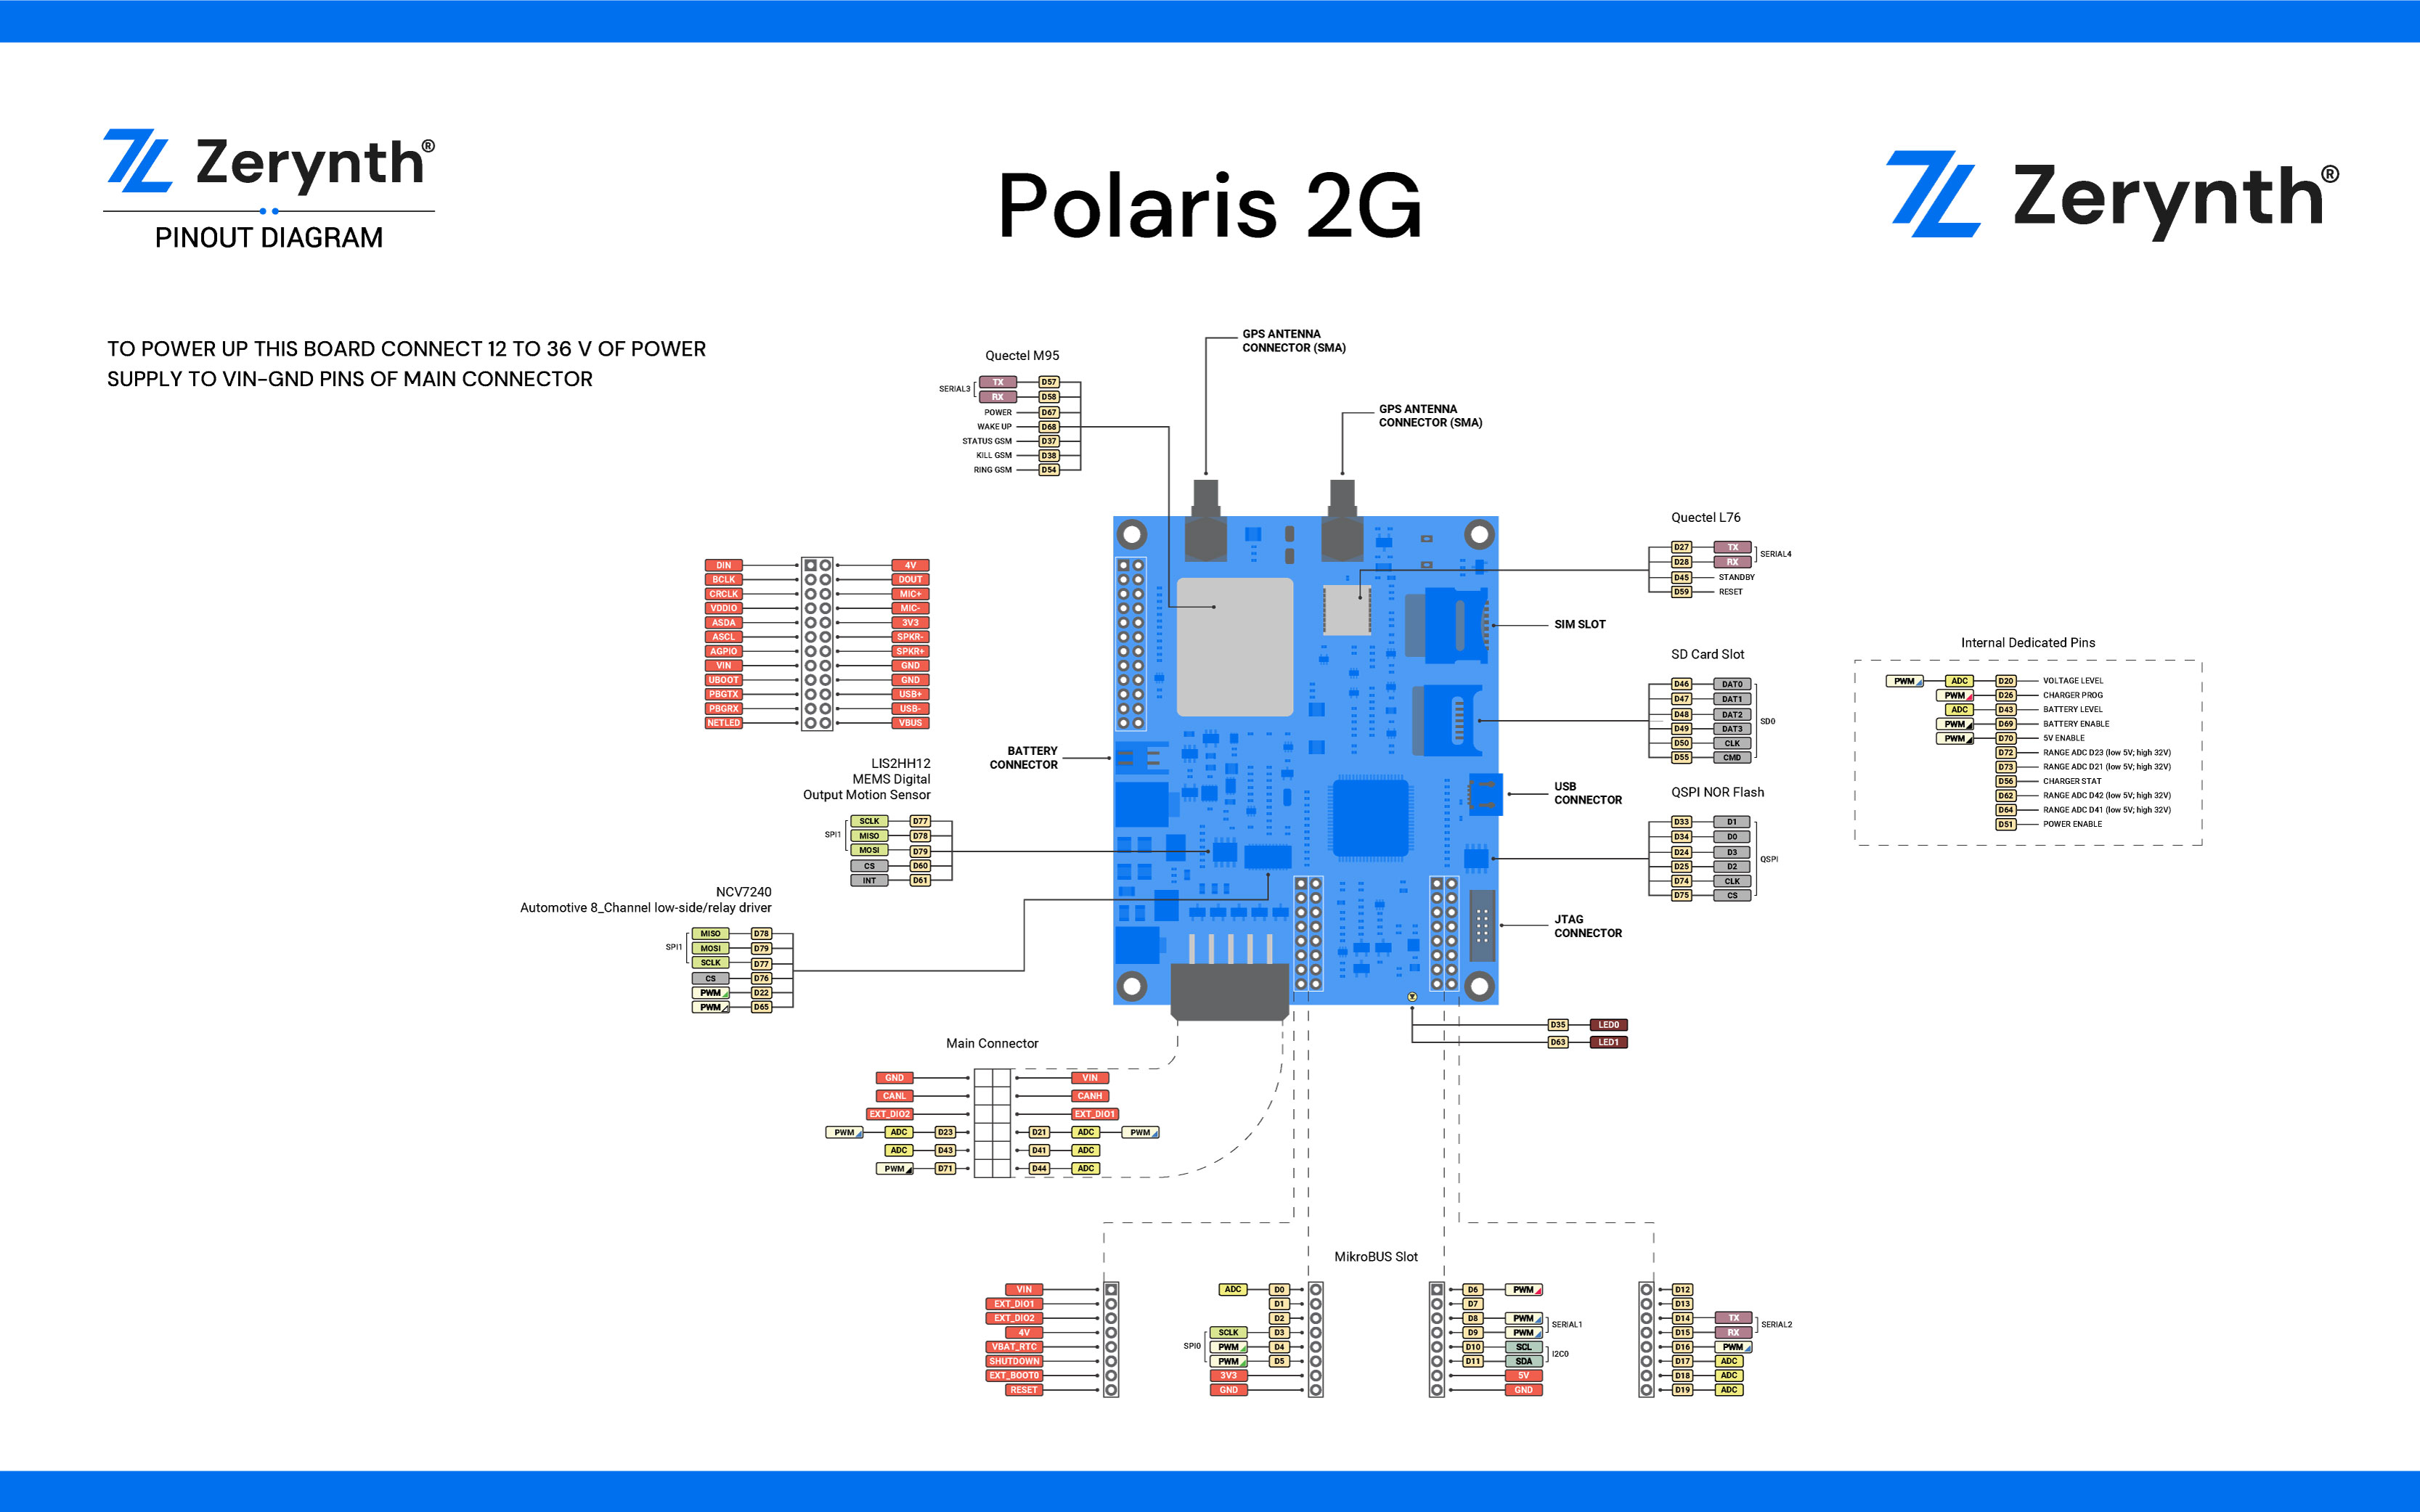 Zerynth®
PINOUT DIAGRAM
Polaris 2G
Zerynth®
TO POWER UP THIS BOARD CONNECT 12 TO 36 V OF POWER
SUPPLY TO VIN-GND PINS OF MAIN CONNECTOR
GPS ANTENNA
CONNECTOR (SMA)
GPS ANTENNA
CONNECTOR (SMA)
Quectel M95
SERIAL3
TX D57
RX D58
POWER D67
WAKE UP D68
STATUS GSM D37
KILL GSM D38
RING GSM D54
DIN 4V
BCLK DOUT
CRCLK MIC+
VDDIO MIC-
ASDA 3V3
ASCL SPKR-
AGPIO SPKR+
VIN GND
UBOOT GND
PBGTX USB+
PBGRX USB-
NETLED VBUS
Quectel L76
D27 TX
D28 RX
SERIAL4
D45 STANDBY
D59 RESET
SIM SLOT
SD Card Slot
D46 DAT0
D47 DAT1
D48 DAT2
D49 DAT3
D50 CLK
D55 CMD
SD0
Internal Dedicated Pins
PWM ADC D20 VOLTAGE LEVEL
PWM D26 CHARGER PROG
ADC D43 BATTERY LEVEL
PWM D69 BATTERY ENABLE
PWM D70 5V ENABLE
D72 RANGE ADC D23 (low 5V; high 32V)
D73 RANGE ADC D21 (low 5V; high 32V)
D56 CHARGER STAT
D62 RANGE ADC D42 (low 5V; high 32V)
D64 RANGE ADC D41 (low 5V; high 32V)
D51 POWER ENABLE
BATTERY
CONNECTOR
LIS2HH12
MEMS Digital
Output Motion Sensor
SPI1
SCLK D77
MISO D78
MOSI D79
CS D60
INT D61
USB
CONNECTOR
QSPI NOR Flash
D33 D1
D34 D0
D24 D3
D25 D2
D74 CLK
D75 CS
QSPI
NCV7240
Automotive 8_Channel low-side/relay driver
SPI1
MISO D78
MOSI D79
SCLK D77
CS D76
PWM D22
PWM D65
JTAG
CONNECTOR
D35 LED0
D63 LED1
Main Connector
GND VIN
CANL CANH
EXT_DIO2 EXT_DIO1
PWM ADC D23 D21 ADC PWM
ADC D43 D41 ADC
PWM D71 D44 ADC
MikroBUS Slot
VIN
EXT_DIO1
EXT_DIO2
4V
VBAT_RTC
SHUTDOWN
EXT_BOOT0
RESET
ADC D0
D1
D2
SPI0
SCLK D3
PWM D4
PWM D5
3V3
GND
D6 PWM
D7
D8 PWM
D9 PWM
SERIAL1
D10 SCL
D11 SDA
I2C0
5V
GND
D12
D13
D14 TX
D15 RX
SERIAL2
D16 PWM
D17 ADC
D18 ADC
D19 ADC